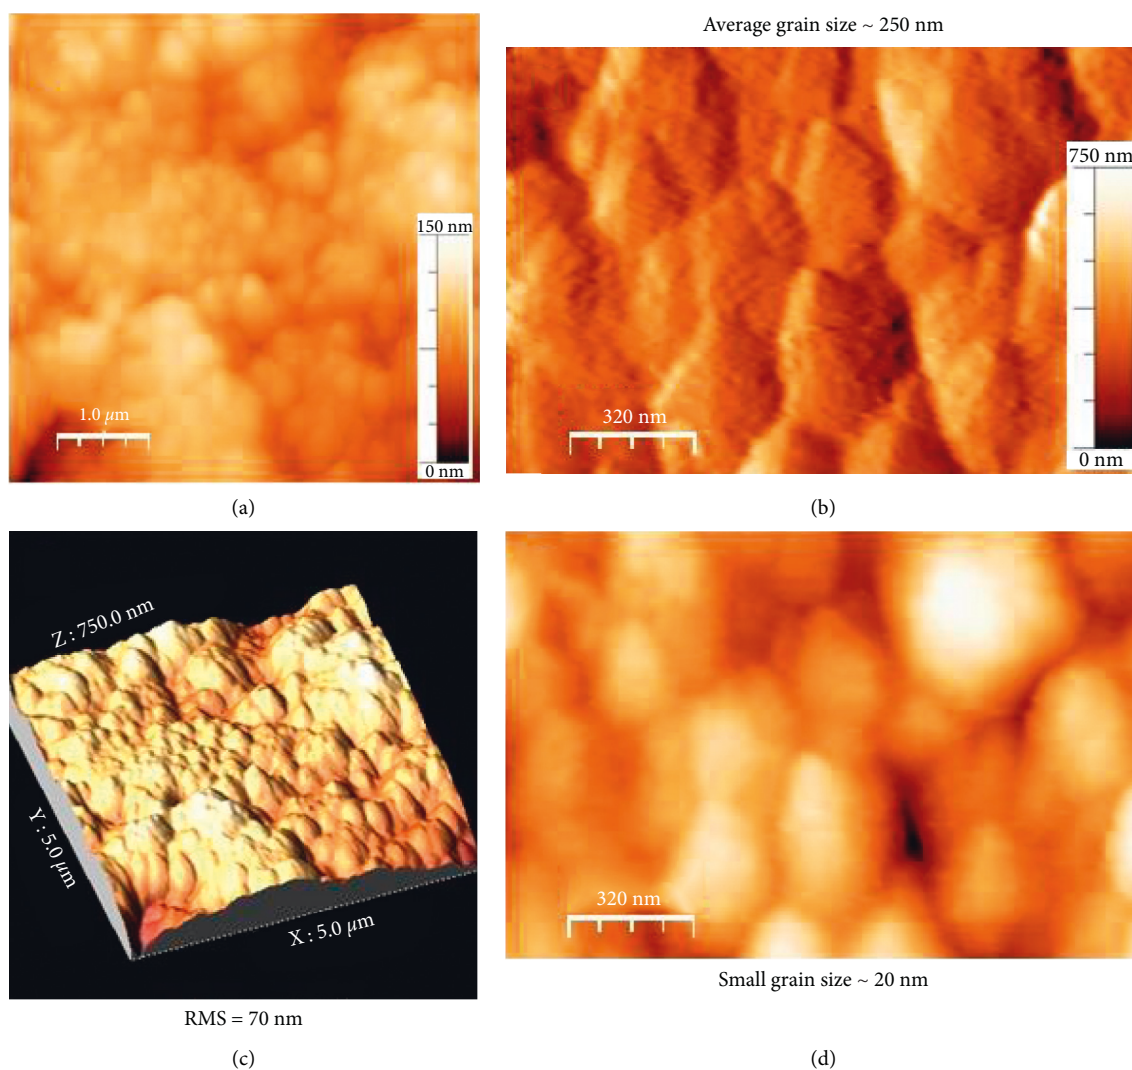 Average grain size ~ 250 nm
150 nm
1.0 µm
0 nm
750 nm
320 nm
0 nm
(a)
(b)
Z : 750.0 nm
Y : 5.0 µm
X : 5.0 µm
320 nm
RMS = 70 nm
Small grain size ~ 20 nm
(c)
(d)